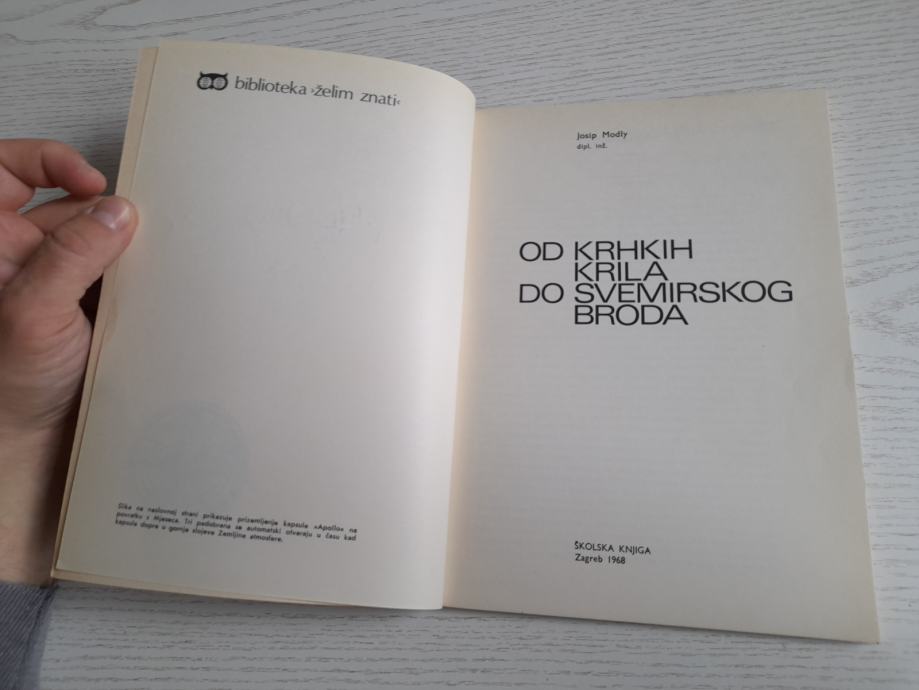 biblioteka ›želim znati‹
Slika na naslovnoj strani prikazuje prizemljenje kapsule »Apollo« na
povratku s Mjeseca. Tri padobrana se automatski otvaraju u času kad
kapsula dopre u gornje slojeve Zemljine atmosfere.
Josip Modly
dipl. inž.
OD KRHKIH
KRILA
DO SVEMIRSKOG
BRODA
ŠKOLSKA KNJIGA
Zagreb 1968